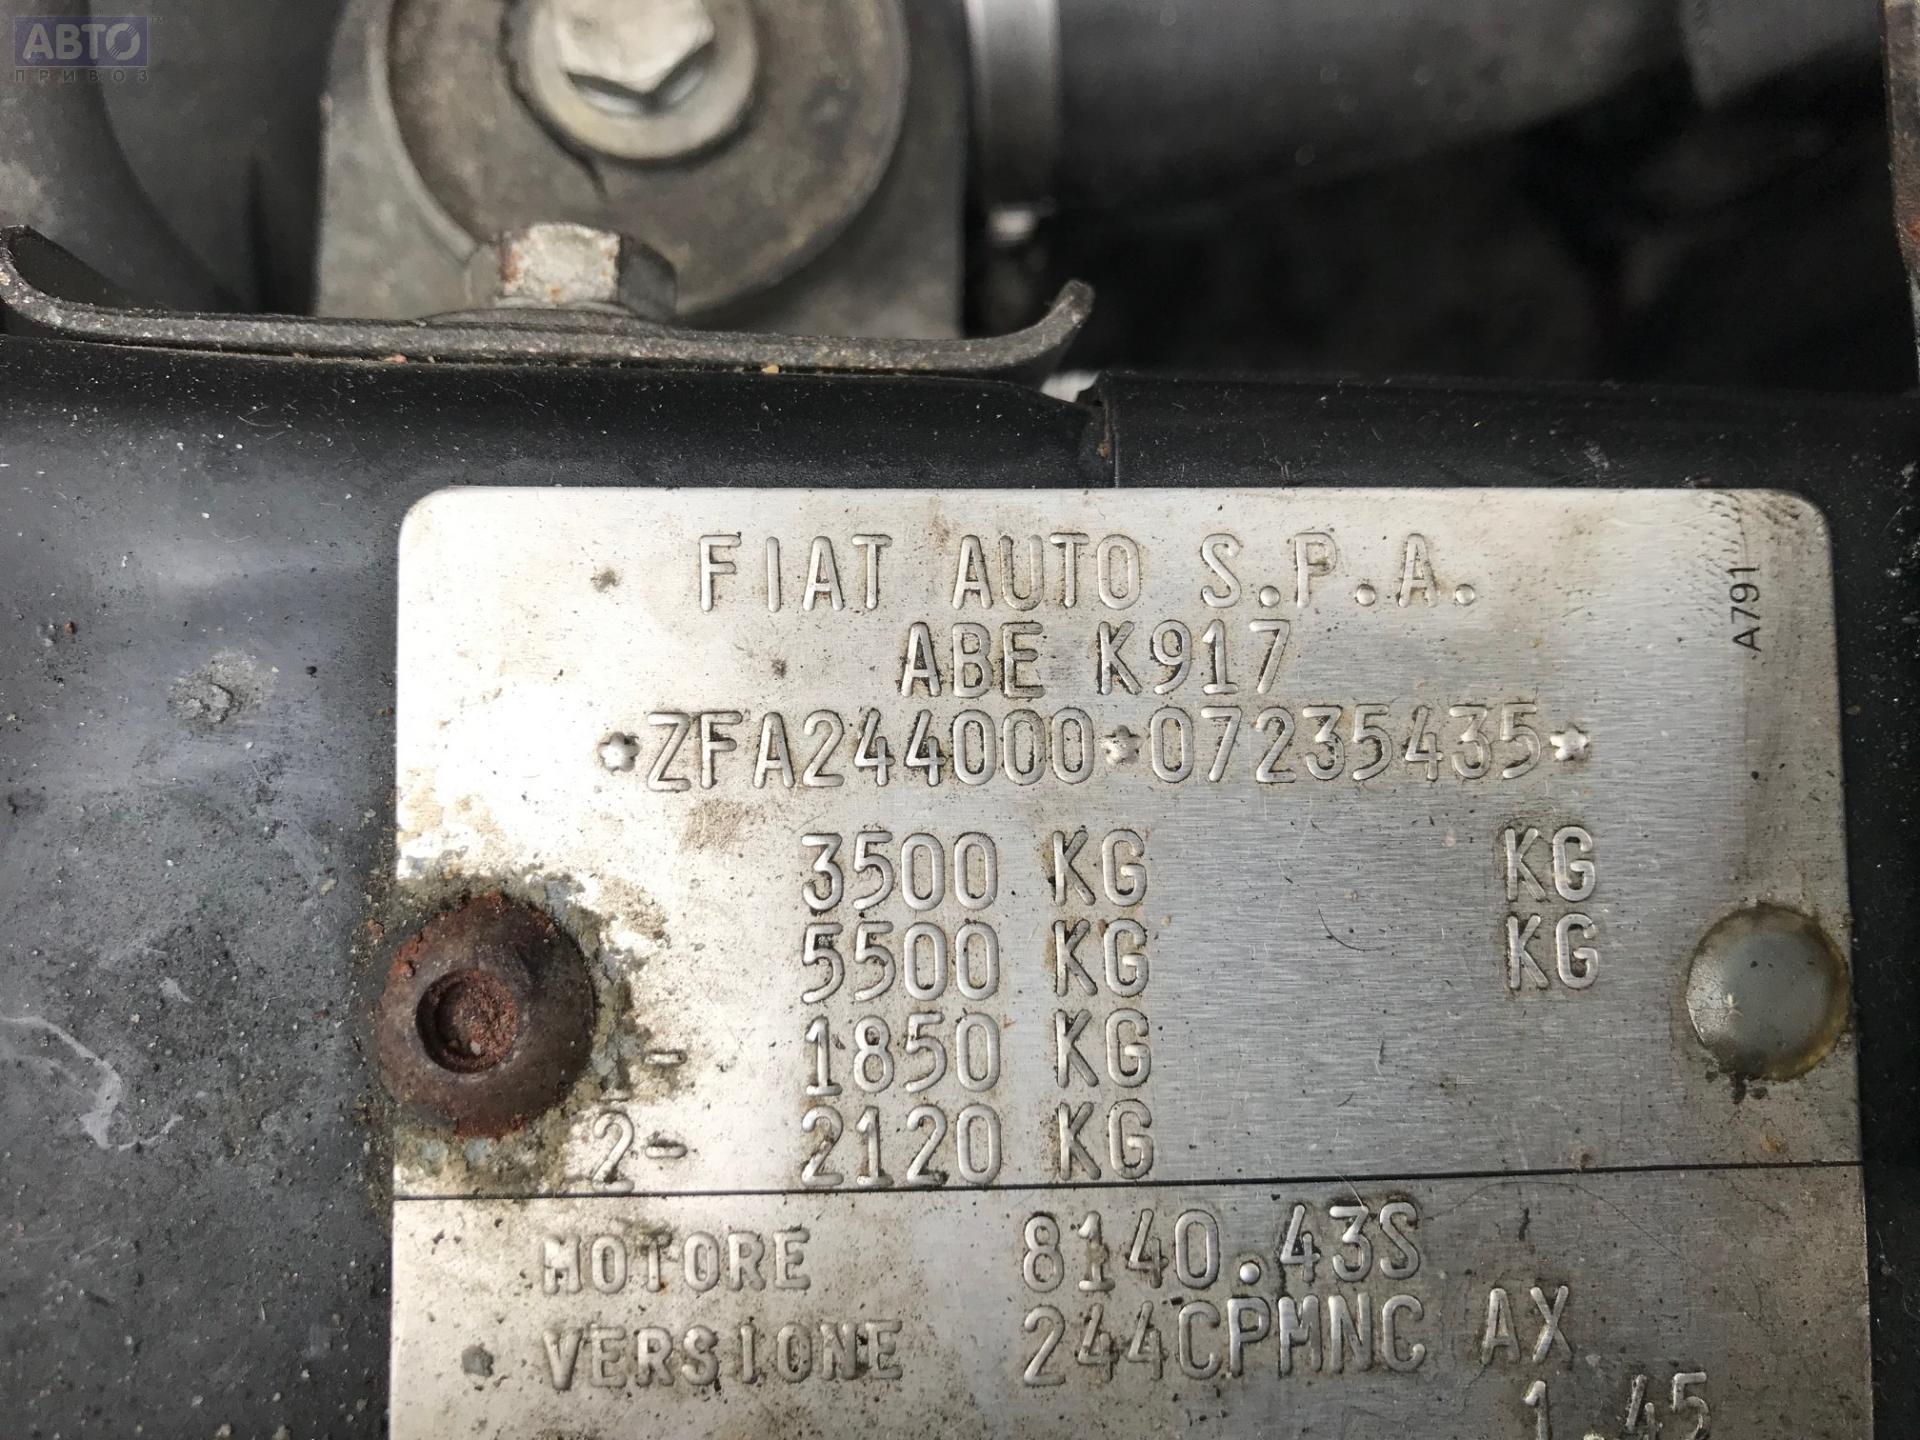 АВТО
ПРИВОЗ
FIAT AUTO S.P.A.
A791
ABE K917
*ZFA244000*07235435*
3500 KG KG
5500 KG KG
- 1850 KG
2- 2120 KG
MOTORE 8140.43S
VERSIONE 244CPMNC AX
1.45